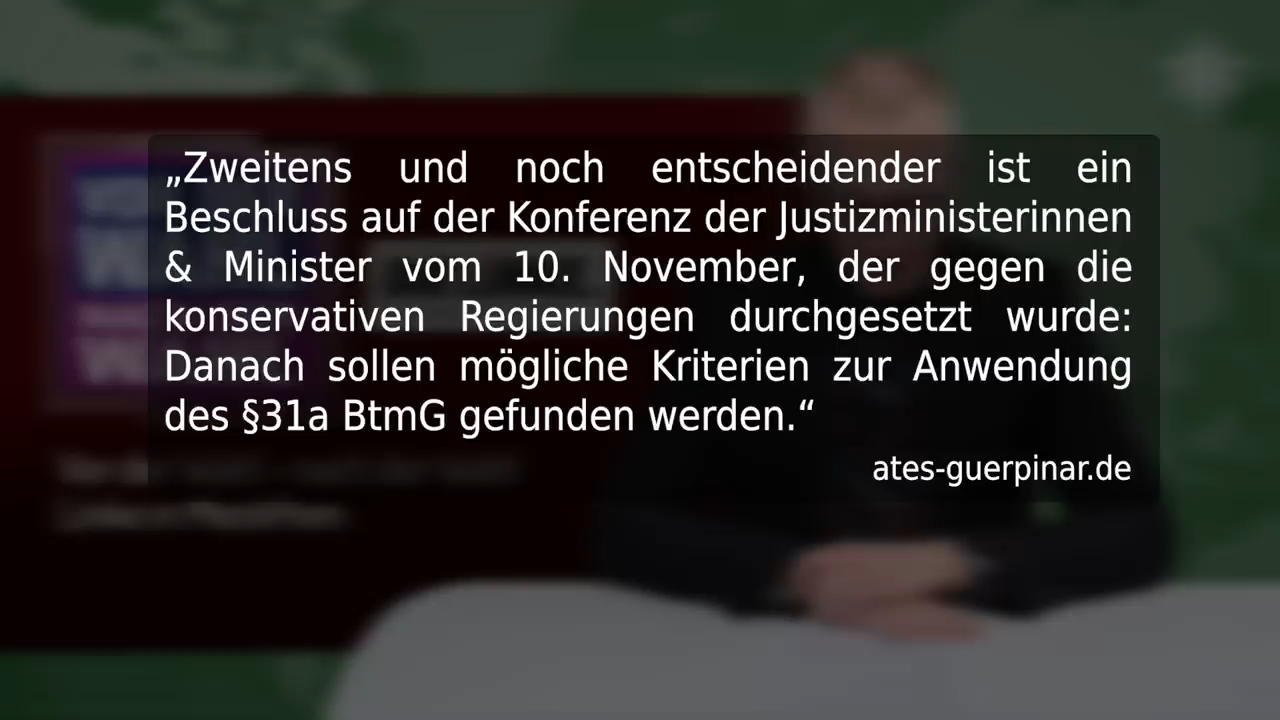 „Zweitens und noch entscheidender ist ein
Beschluss auf der Konferenz der Justizministerinnen
& Minister vom 10. November, der gegen die
konservativen Regierungen durchgesetzt wurde:
Danach sollen mögliche Kriterien zur Anwendung
des §31a BtmG gefunden werden.“
ates-guerpinar.de